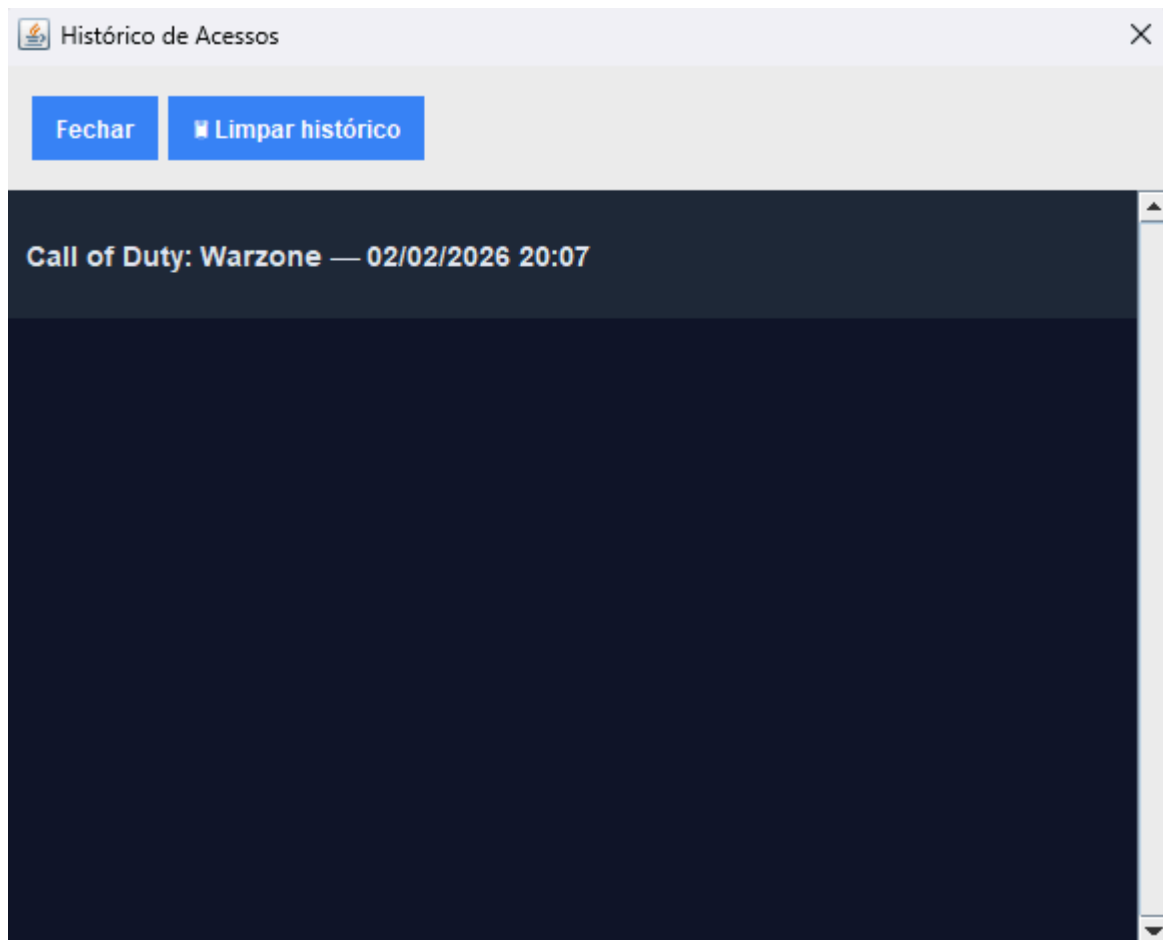 Histórico de Acessos
Fechar
Limpar histórico
Call of Duty: Warzone — 02/02/2026 20:07